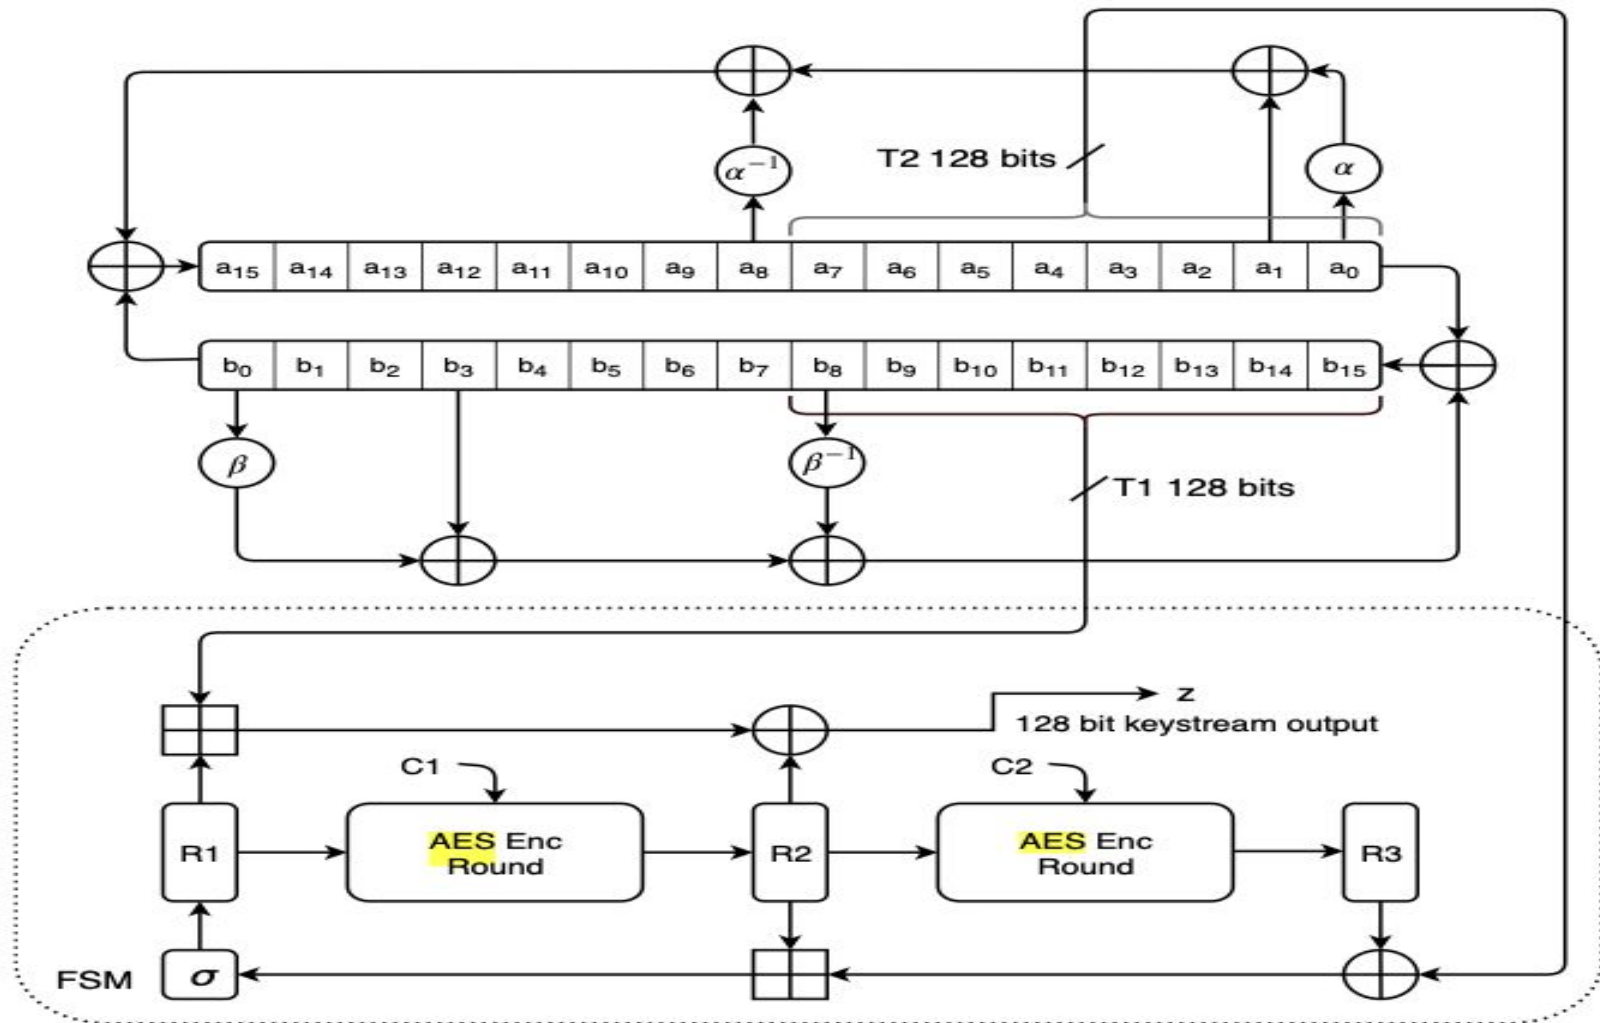 T2 128 bits
α⁻¹
α
a₁₅ a₁₄ a₁₃ a₁₂ a₁₁ a₁₀ a₉ a₈ a₇ a₆ a₅ a₄ a₃ a₂ a₁ a₀
b₀ b₁ b₂ b₃ b₄ b₅ b₆ b₇ b₈ b₉ b₁₀ b₁₁ b₁₂ b₁₃ b₁₄ b₁₅
β
β⁻¹
T1 128 bits
z
128 bit keystream output
C1
C2
R1
AES Enc
Round
R2
AES Enc
Round
R3
FSM
σ